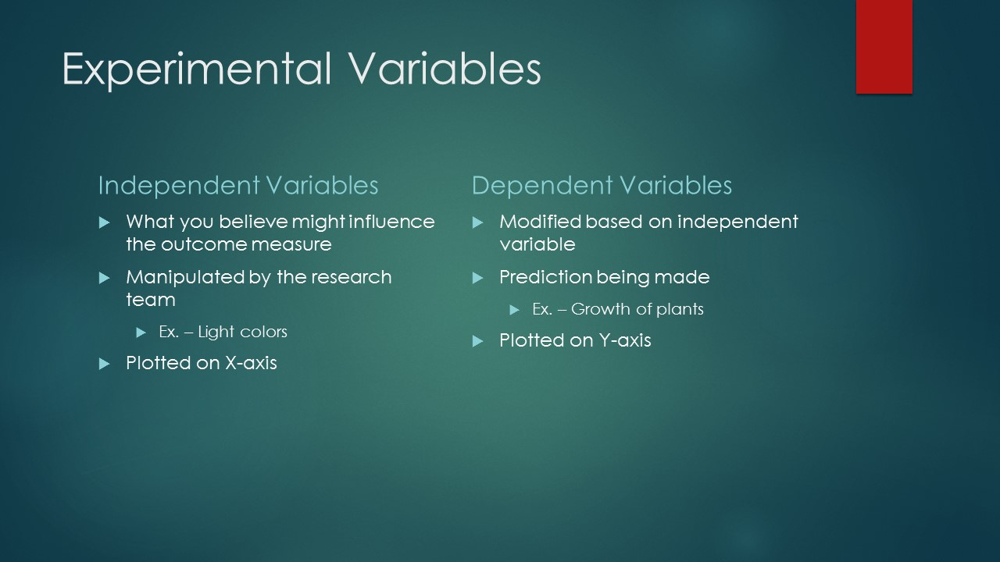 Experimental Variables
Independent Variables
What you believe might influence
the outcome measure
Manipulated by the research
team
Ex. – Light colors
Plotted on X-axis
Dependent Variables
Modified based on independent
variable
Prediction being made
Ex. – Growth of plants
Plotted on Y-axis